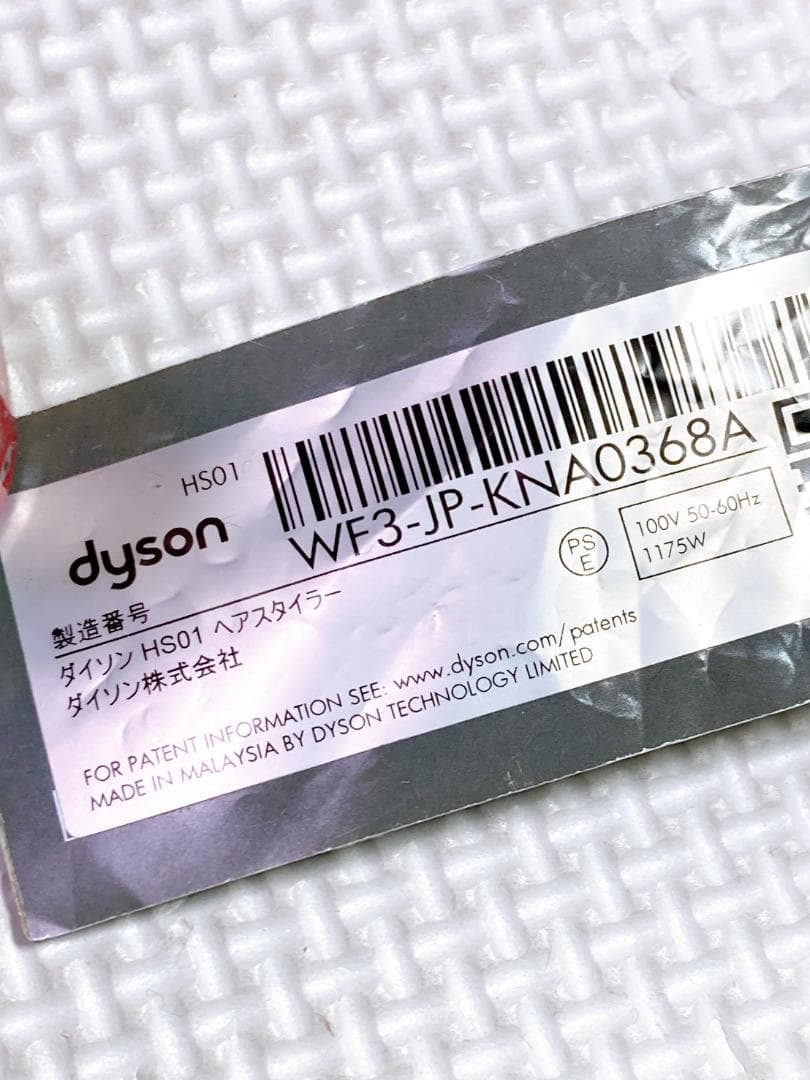 HS01
WF3-JP-KNA0368A
dyson
PS
E
100V 50-60Hz
1175W
製造番号
ダイソン HS01 ヘアスタイラー
ダイソン株式会社
FOR PATENT INFORMATION SEE: www.dyson.com/patents
MADE IN MALAYSIA BY DYSON TECHNOLOGY LIMITED